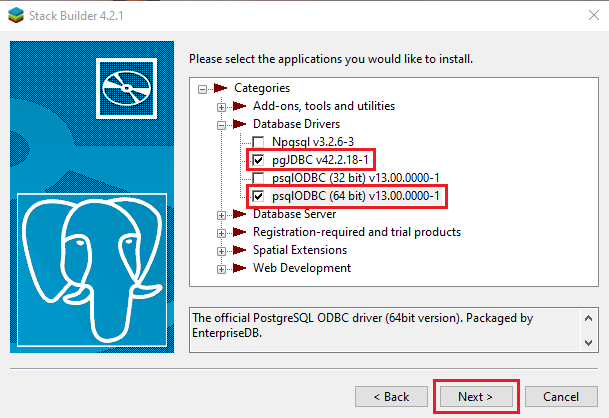 Stack Builder 4.2.1
Please select the applications you would like to install.
Categories
Add-ons, tools and utilities
Database Drivers
Npqsql v3.2.6-3
pgJDBC v42.2.18-1
psqlODBC (32 bit) v13.00.0000-1
psqlODBC (64 bit) v13.00.0000-1
Database Server
Registration-required and trial products
Spatial Extensions
Web Development
The official PostgreSQL ODBC driver (64bit version). Packaged by
EnterpriseDB.
< Back
Next >
Cancel